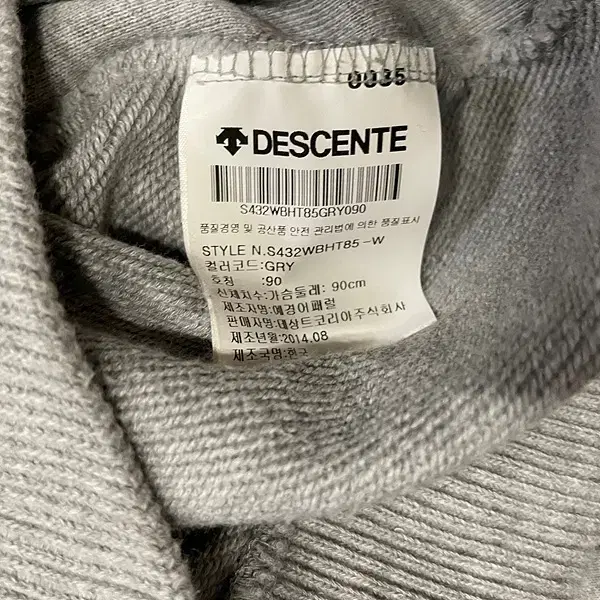 0035
DESCENTE
S432WBHT85GRY090
품질경영 및 공산품 안전 관리법에 의한 품질표시
STYLE N.S432WBHT85-W
컬러코드:GRY
호칭 :90
신체치수:가슴둘레: 90cm
제조자명:예경어패럴
판매자명:데상트코리아주식회사
제조년월:2014.08
제조국명:한국